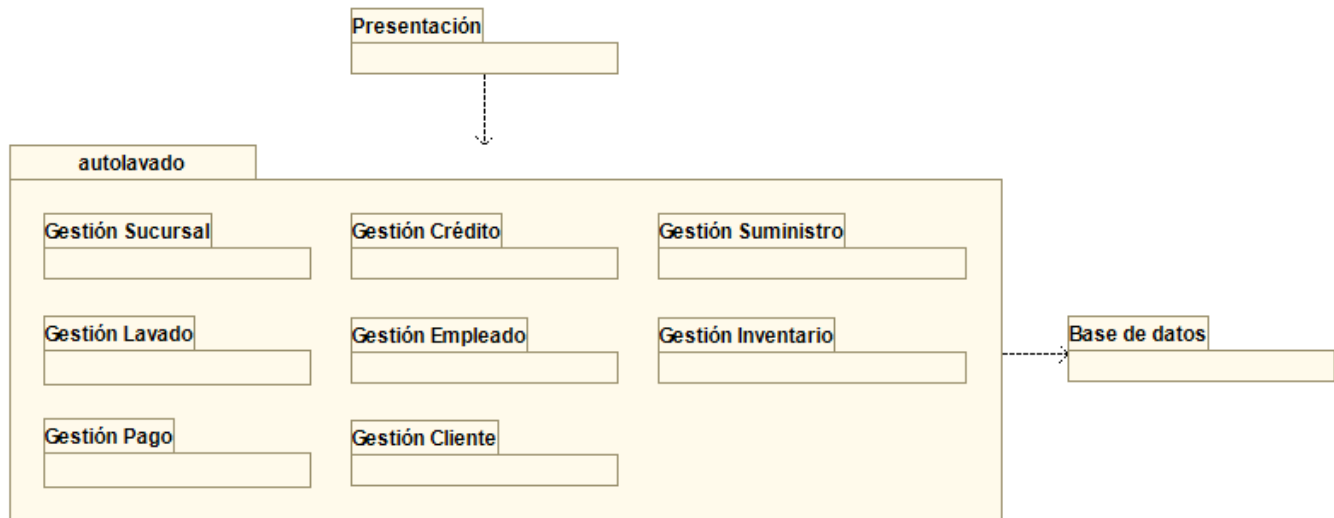 Presentación
autolavado
Gestión Sucursal
Gestión Crédito
Gestión Suministro
Gestión Lavado
Gestión Empleado
Gestión Inventario
Base de datos
Gestión Pago
Gestión Cliente